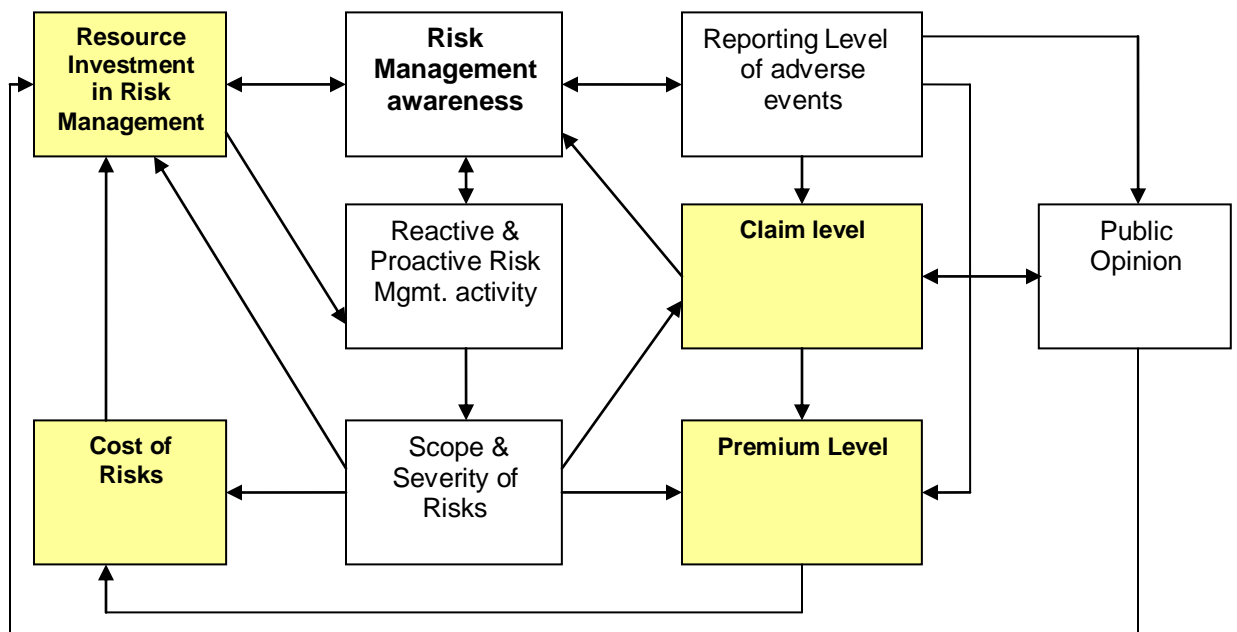 Resource
Investment
in Risk
Management
Risk
Management
awareness
Reporting Level
of adverse
events
Reactive &
Proactive Risk
Mgmt. activity
Claim level
Public
Opinion
Cost of
Risks
Scope &
Severity of
Risks
Premium Level